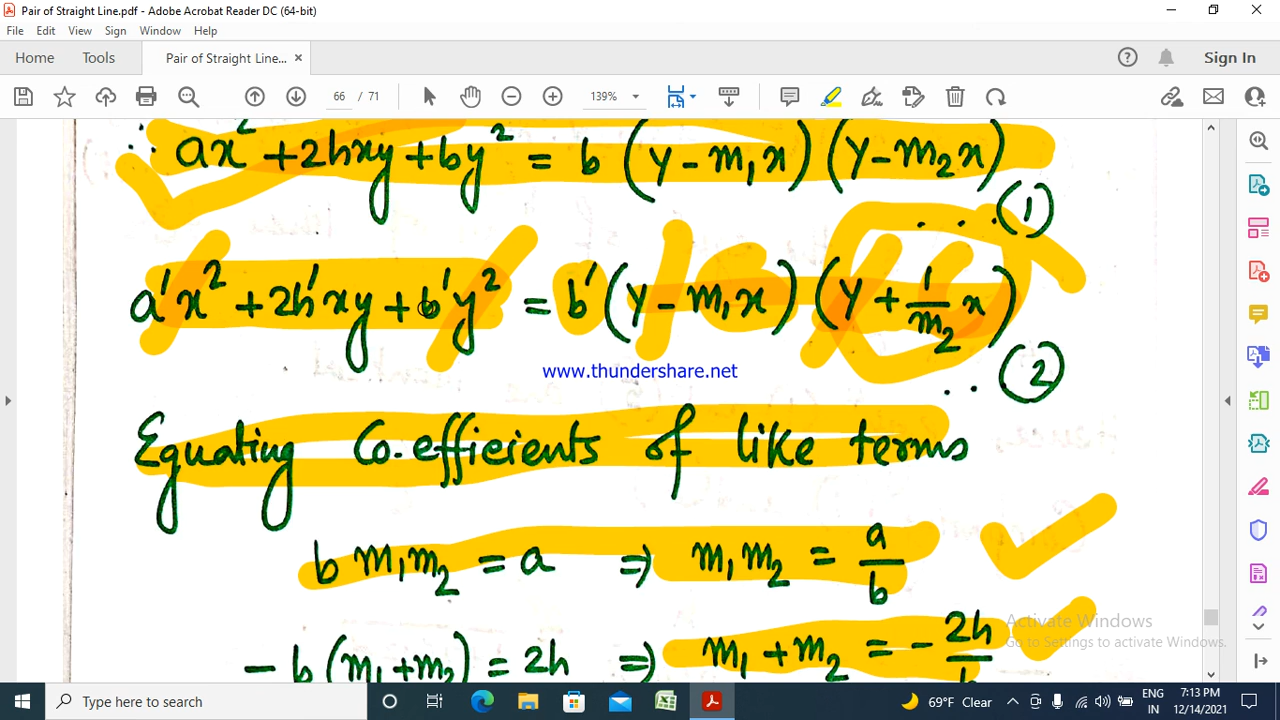 Pair of Straight Line.pdf - Adobe Acrobat Reader DC (64-bit)
File Edit View Sign Window Help
Home Tools Pair of Straight Line... × Sign In
66 / 71 139%
∴ ax² + 2hxy + by² = b (y - m₁x) (y - m₂x)
. . . (1)
a'x² + 2h'xy + b'y² = b' (y - m₁x) (y + 1/m₂ x)
www.thundershare.net
. . (2)
Equating Co.efficients of like terms
b m₁m₂ = a ⇒ m₁m₂ = a/b
Activate Windows
Go to Settings to activate Windows.
- b (m₁+m₂) = 2h ⇒ m₁ + m₂ = - 2h/b
Type here to search
69°F Clear ENG IN 7:13 PM 12/14/2021